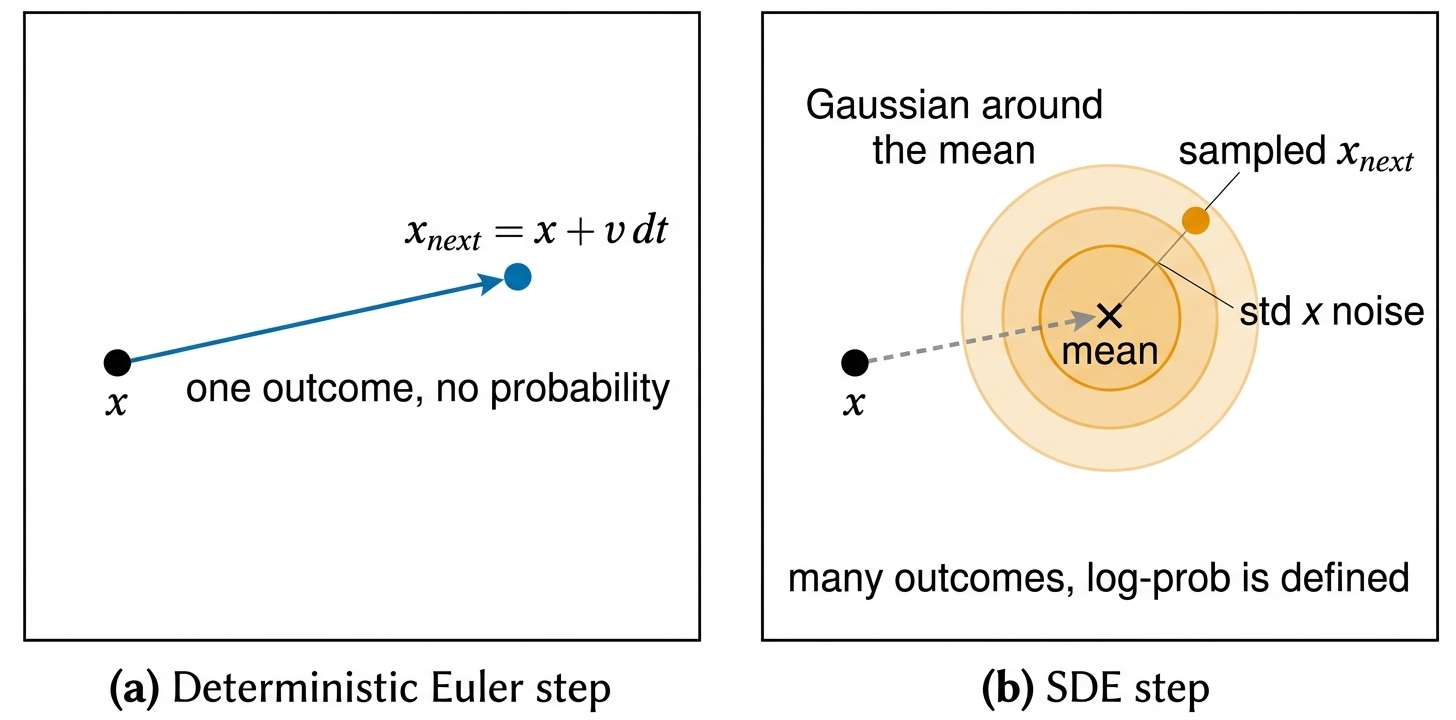 x_next = x + v dt
x
one outcome, no probability
(a) Deterministic Euler step
Gaussian around
the mean
sampled x_next
std x noise
mean
x
many outcomes, log-prob is defined
(b) SDE step